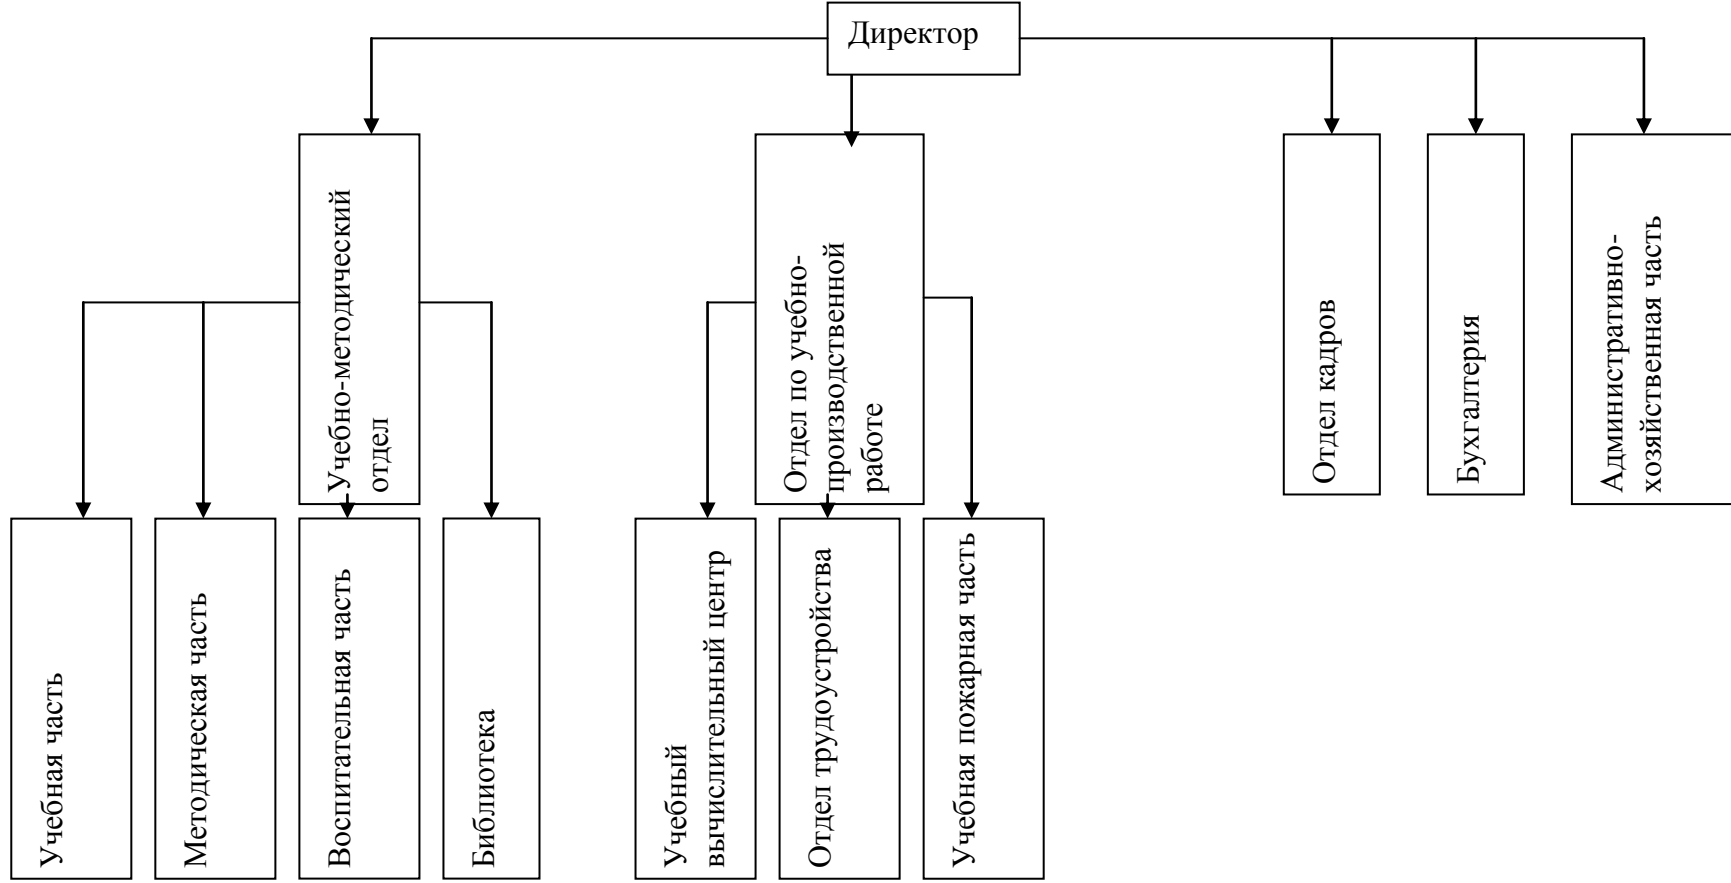 Директор
Учебно-методический
отдел
Отдел по учебно-
производственной
работе
Отдел кадров
Бухгалтерия
Административно-
хозяйственная часть
Учебная часть
Методическая часть
Воспитательная часть
Библиотека
Учебный
вычислительный центр
Отдел трудоустройства
Учебная пожарная часть